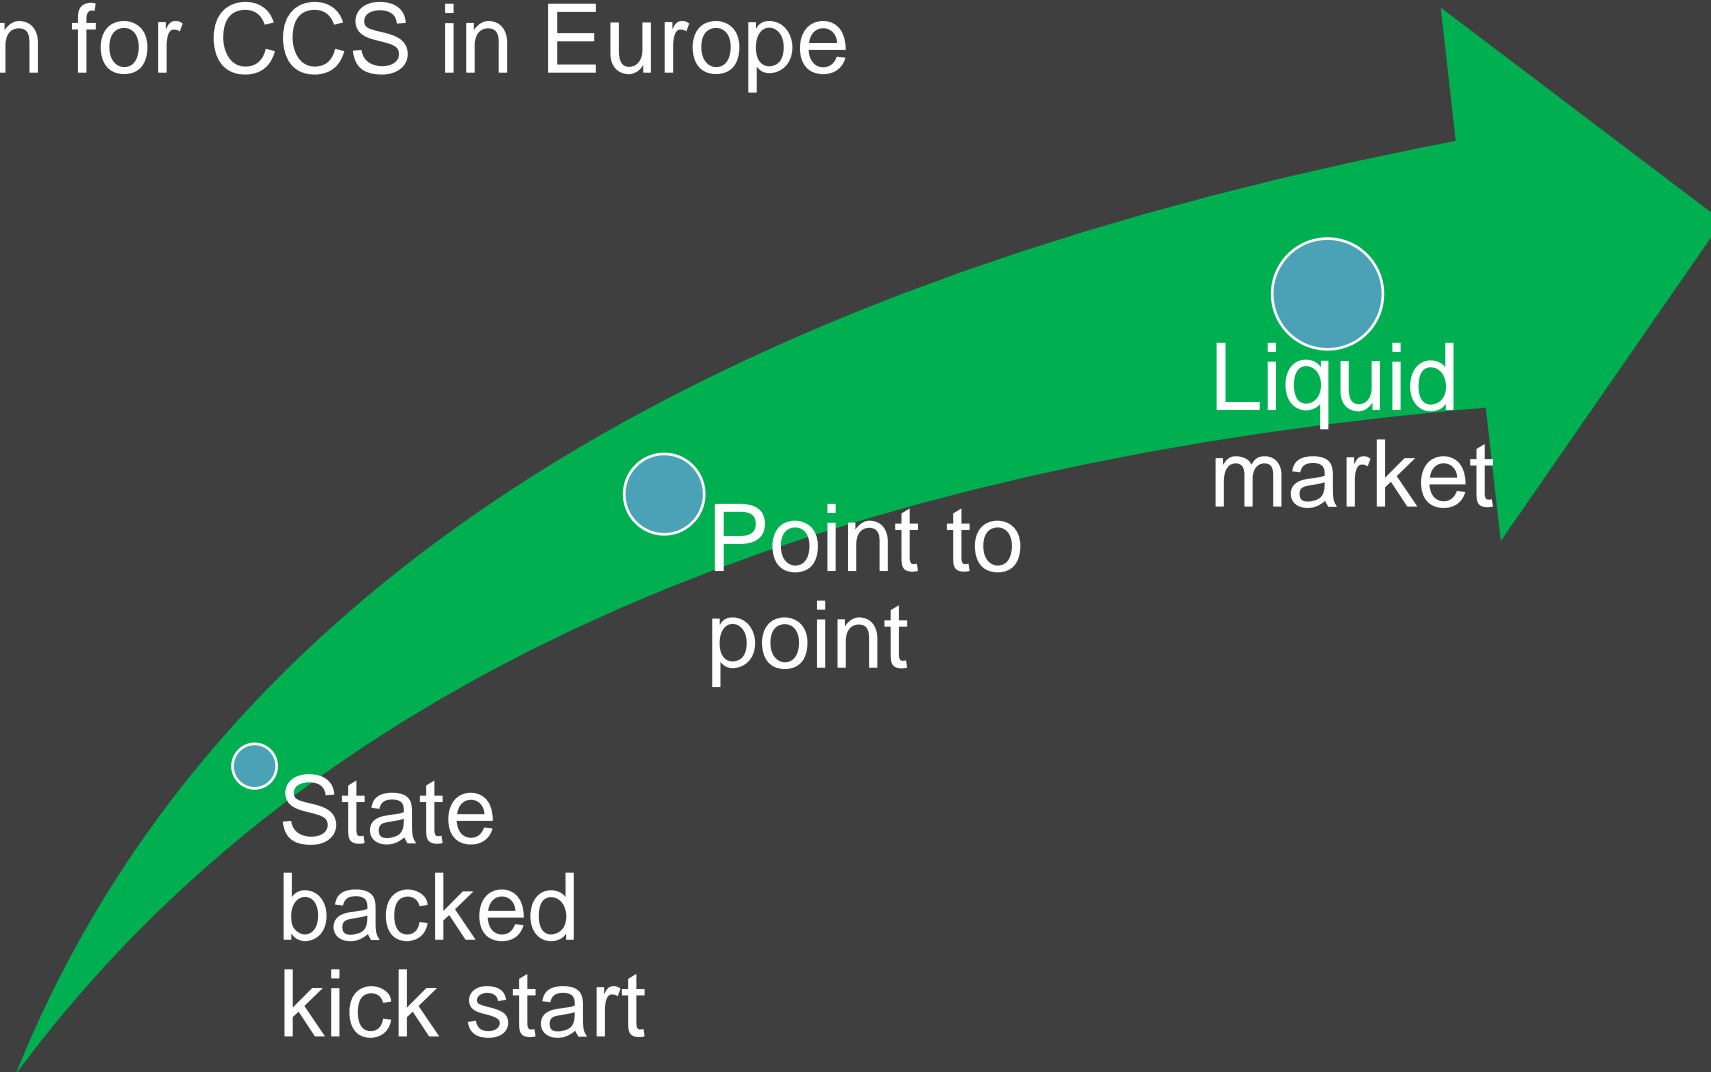 n for CCS in Europe
Liquid
market
Point to
point
State
backed
kick start